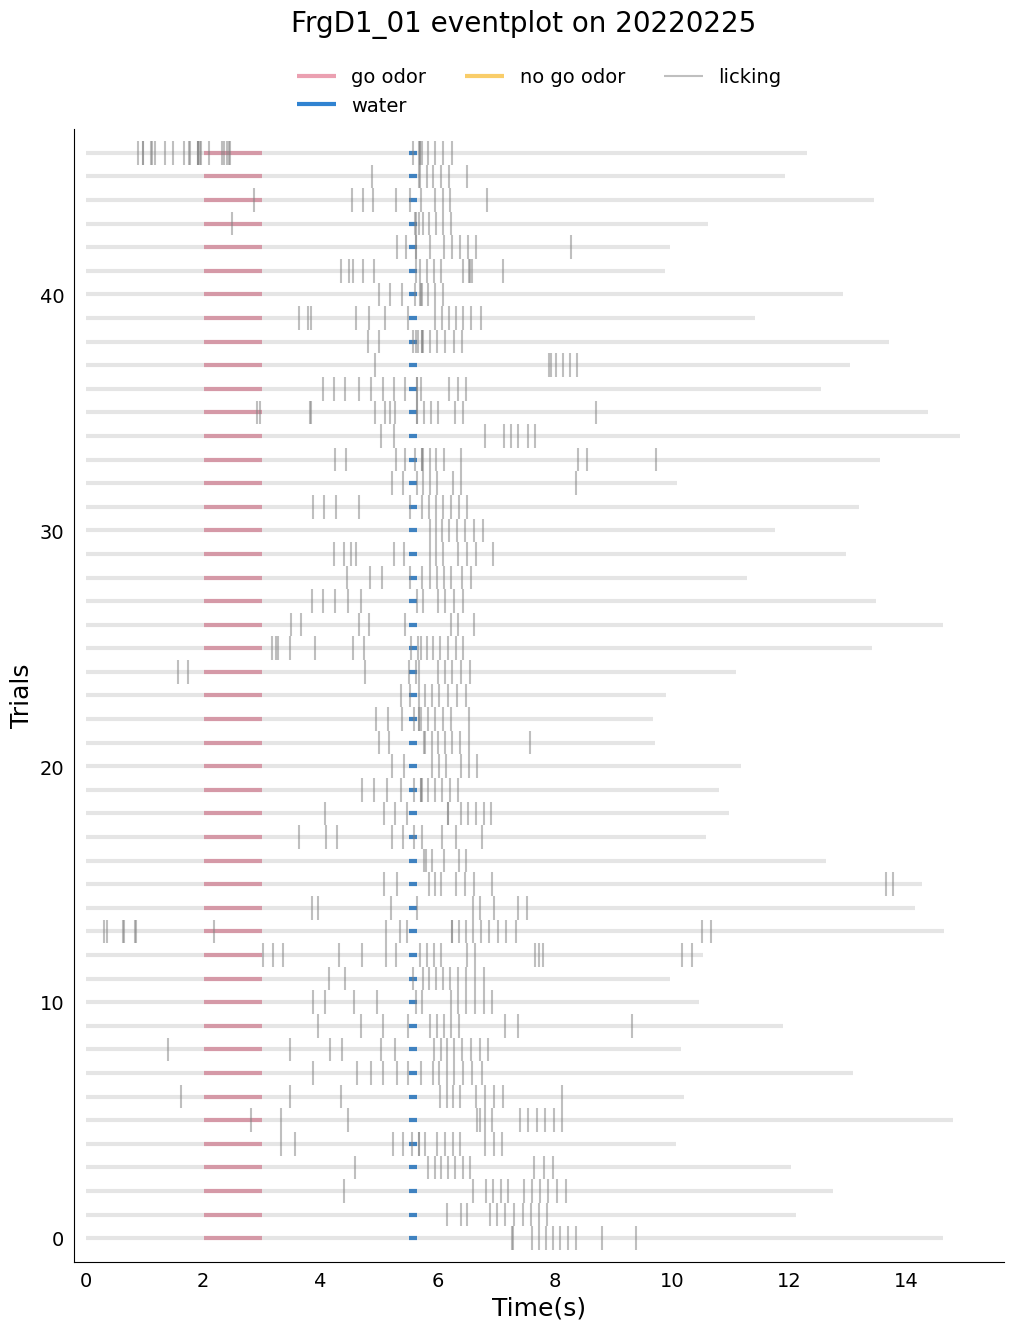 FrgD1_01 eventplot on 20220225
go odor
no go odor
licking
water
40
30
20
10
0
Trials
0 2 4 6 8 10 12 14
Time(s)